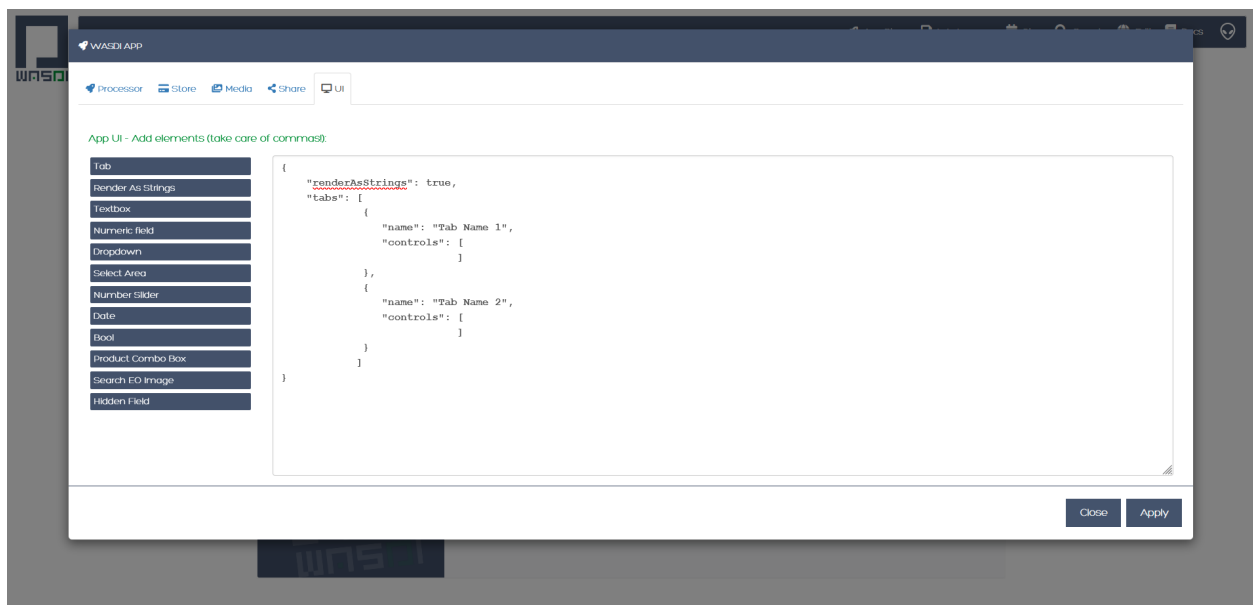 WASDI APP
Processor Store Media Share UI
App UI - Add elements (take care of commas!):
Tab
Render As Strings
Textbox
Numeric field
Dropdown
Select Area
Number Slider
Date
Bool
Product Combo Box
Search EO Image
Hidden Field
{
"renderAsStrings": true,
"tabs": [
{
"name": "Tab Name 1",
"controls": [
]
},
{
"name": "Tab Name 2",
"controls": [
]
}
]
}
Close Apply